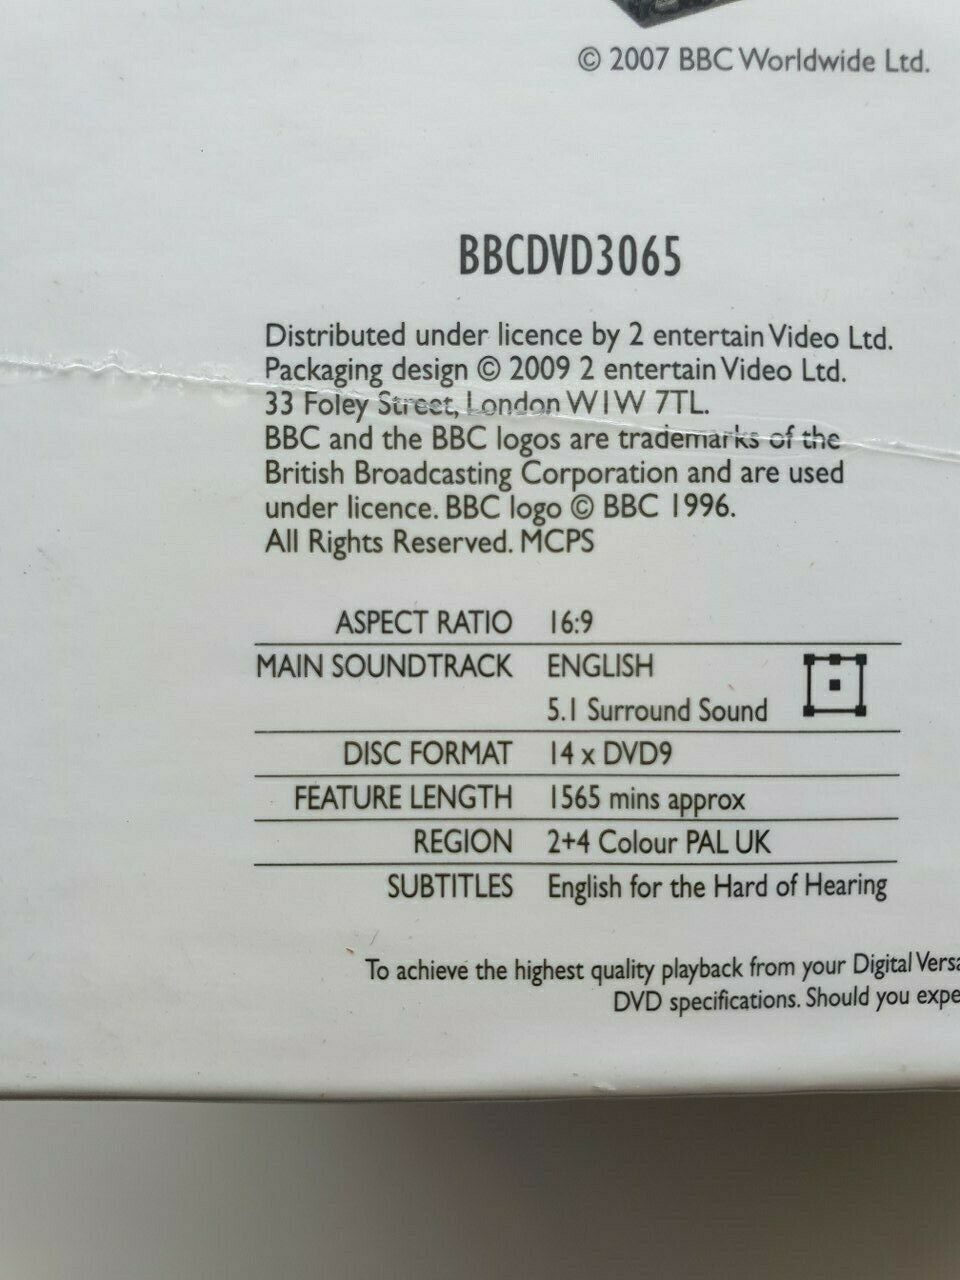 © 2007 BBC Worldwide Ltd.
BBCDVD3065
Distributed under licence by 2 entertain Video Ltd.
Packaging design © 2009 2 entertain Video Ltd.
33 Foley Street, London W1W 7TL.
BBC and the BBC logos are trademarks of the
British Broadcasting Corporation and are used
under licence. BBC logo © BBC 1996.
All Rights Reserved. MCPS
ASPECT RATIO 16:9
MAIN SOUNDTRACK ENGLISH
5.1 Surround Sound
DISC FORMAT 14 x DVD9
FEATURE LENGTH 1565 mins approx
REGION 2+4 Colour PAL UK
SUBTITLES English for the Hard of Hearing
To achieve the highest quality playback from your Digital Versa
DVD specifications. Should you expe